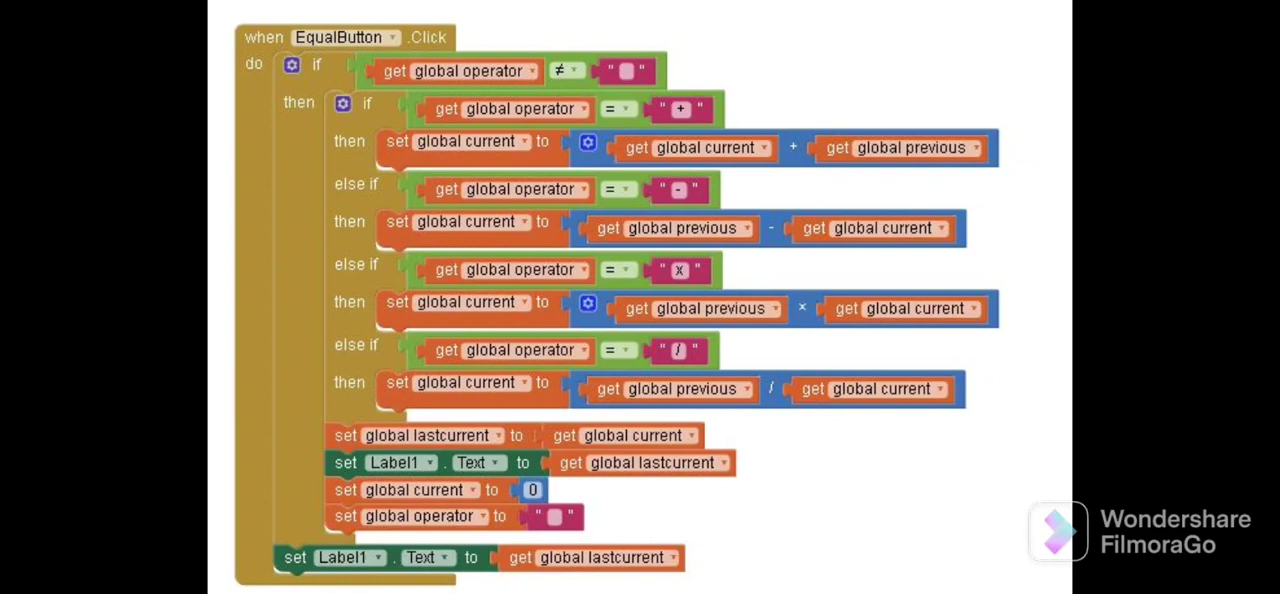 when EqualButton .Click
do if get global operator ≠ " "
then if get global operator = " + "
then set global current to get global current + get global previous
else if get global operator = " - "
then set global current to get global previous - get global current
else if get global operator = " x "
then set global current to get global previous × get global current
else if get global operator = " / "
then set global current to get global previous / get global current
set global lastcurrent to get global current
set Label1 . Text to get global lastcurrent
set global current to 0
set global operator to " "
set Label1 . Text to get global lastcurrent
Wondershare
FilmoraGo